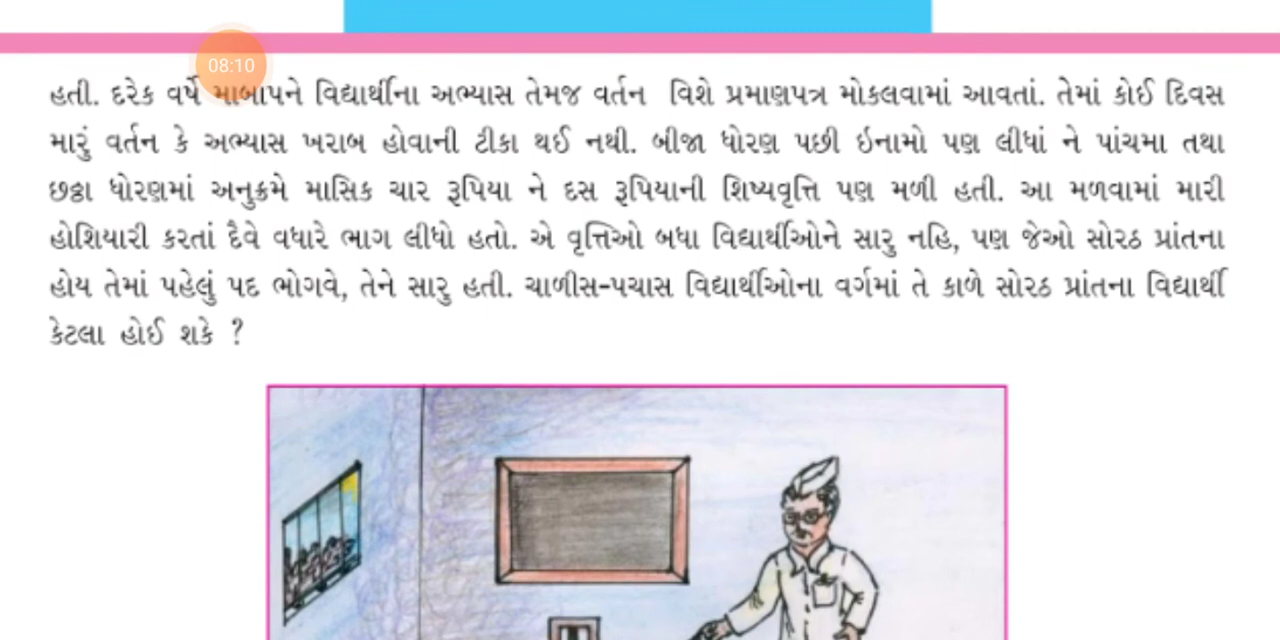 08:10
હતી. દરેક વર્ષે માબાપને વિદ્યાર્થીના અભ્યાસ તેમજ વર્તન વિશે પ્રમાણપત્ર મોકલવામાં આવતાં. તેમાં કોઈ દિવસ
મારું વર્તન કે અભ્યાસ ખરાબ હોવાની ટીકા થઈ નથી. બીજા ધોરણ પછી ઇનામો પણ લીધાં ને પાંચમા તથા
છઠ્ઠા ધોરણમાં અનુક્રમે માસિક ચાર રૂપિયા ને દસ રૂપિયાની શિષ્યવૃત્તિ પણ મળી હતી. આ મળવામાં મારી
હોશિયારી કરતાં દૈવે વધારે ભાગ લીધો હતો. એ વૃત્તિઓ બધા વિદ્યાર્થીઓને સારુ નહિ, પણ જેઓ સોરઠ પ્રાંતના
હોય તેમાં પહેલું પદ ભોગવે, તેને સારુ હતી. ચાળીસ-પચાસ વિદ્યાર્થીઓના વર્ગમાં તે કાળે સોરઠ પ્રાંતના વિદ્યાર્થી
કેટલા હોઈ શકે ?